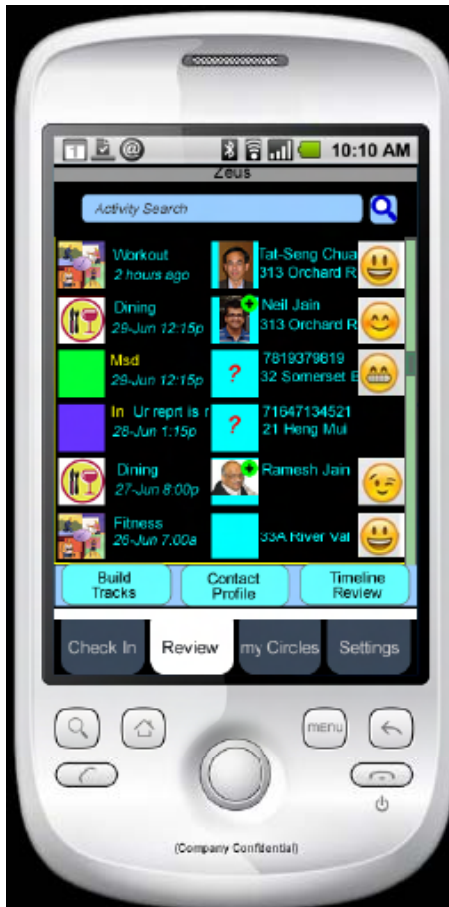 1 @ 10:10 AM
Zeus
Activity Search
Workout Tat-Seng Chua
2 hours ago 313 Orchard R
Dining Neil Jain
29-Jun 12:15p 313 Orchard R
Msd 7819379819
29-Jun 12:15p 32 Somerset E
In Ur reprt is r 71647134521
28-Jun 1:15p 21 Heng Mui
Dining Ramesh Jain
27-Jun 8:00p
Fitness
26-Jun 7.00a 33A River Val
Build Contact Timeline
Tracks Profile Review
Check In Review my Circles Settings
menu
(Company Confidential)